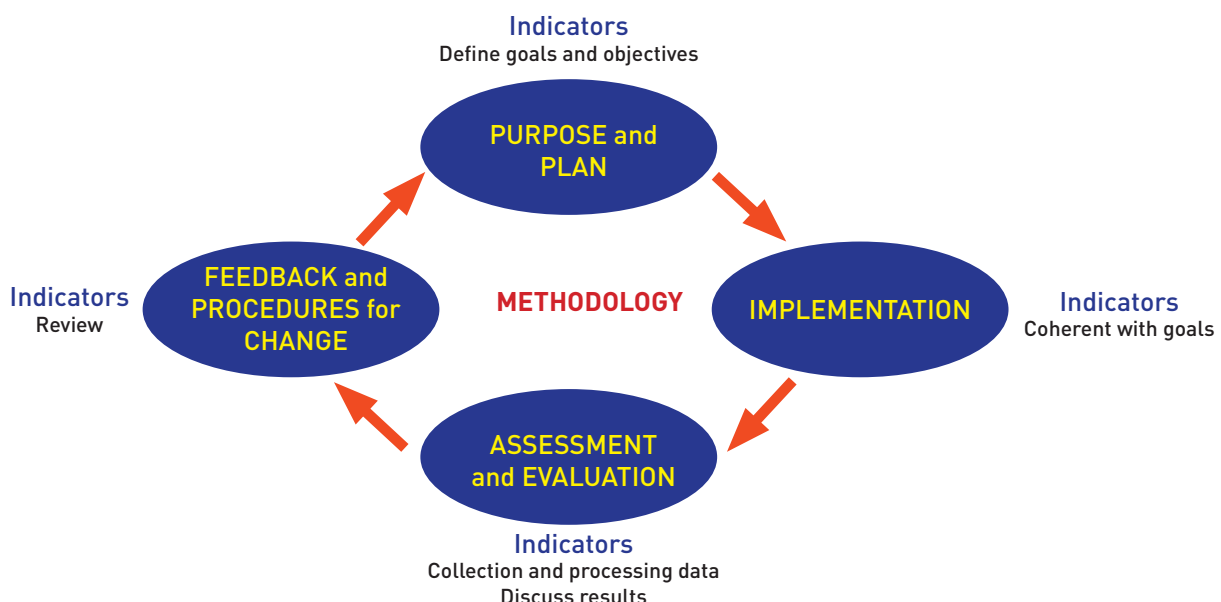 Indicators
Define goals and objectives
PURPOSE and
PLAN
FEEDBACK and
PROCEDURES for
CHANGE
Indicators
Review
METHODOLOGY
IMPLEMENTATION
Indicators
Coherent with goals
ASSESSMENT
and EVALUATION
Indicators
Collection and processing data
Discuss results